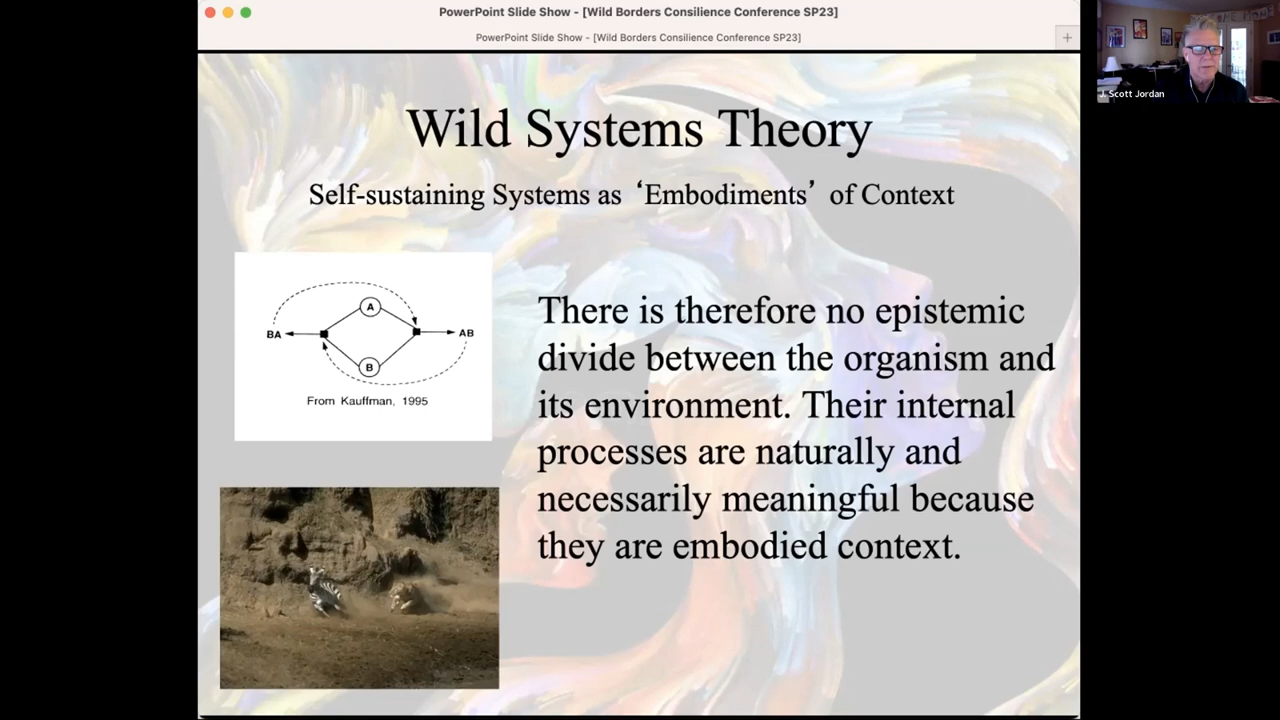 PowerPoint Slide Show - [Wild Borders Consilience Conference SP23]
PowerPoint Slide Show - [Wild Borders Consilience Conference SP23]
J. Scott Jordan
Wild Systems Theory
Self-sustaining Systems as ‘Embodiments’ of Context
A
BA
AB
B
From Kauffman, 1995
There is therefore no epistemic
divide between the organism and
its environment. Their internal
processes are naturally and
necessarily meaningful because
they are embodied context.